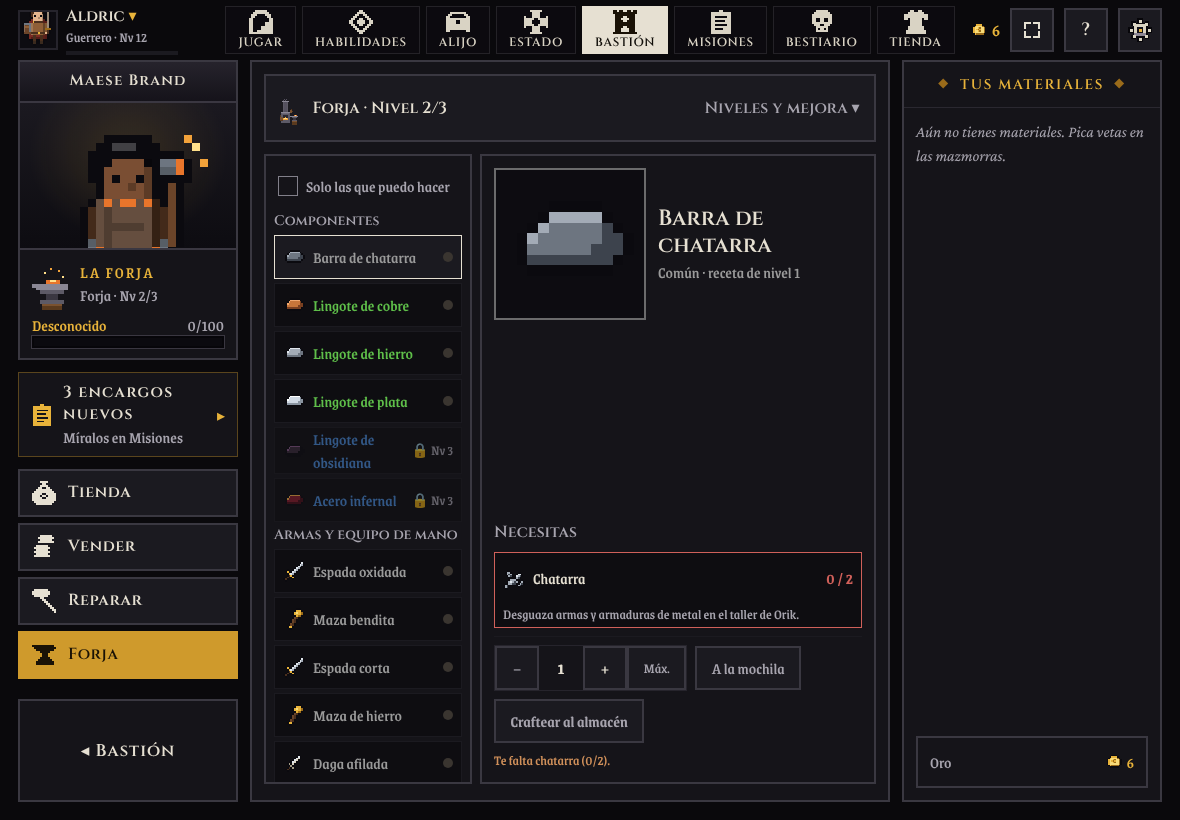 Aldric ▼
Guerrero · Nv 12
Jugar
Habilidades
Alijo
Estado
Bastión
Misiones
Bestiario
Tienda
6
?
Maese Brand
La Forja
Forja · Nv 2/3
Desconocido 0/100
3 encargos
nuevos
Míralos en Misiones
▶
Tienda
Vender
Reparar
Forja
◂ Bastión
Forja · Nivel 2/3
Niveles y mejora ▾
Solo las que puedo hacer
Componentes
Barra de chatarra
Lingote de cobre
Lingote de hierro
Lingote de plata
Lingote de
obsidiana
🔒 Nv 3
Acero infernal 🔒 Nv 3
Armas y equipo de mano
Espada oxidada
Maza bendita
Espada corta
Maza de hierro
Daga afilada
Barra de
chatarra
Común · receta de nivel 1
Necesitas
Chatarra 0 / 2
Desguaza armas y armaduras de metal en el taller de Orik.
− 1 + Máx. A la mochila
Craftear al almacén
Te falta chatarra (0/2).
◆ Tus materiales ◆
Aún no tienes materiales. Pica vetas en
las mazmorras.
Oro 6